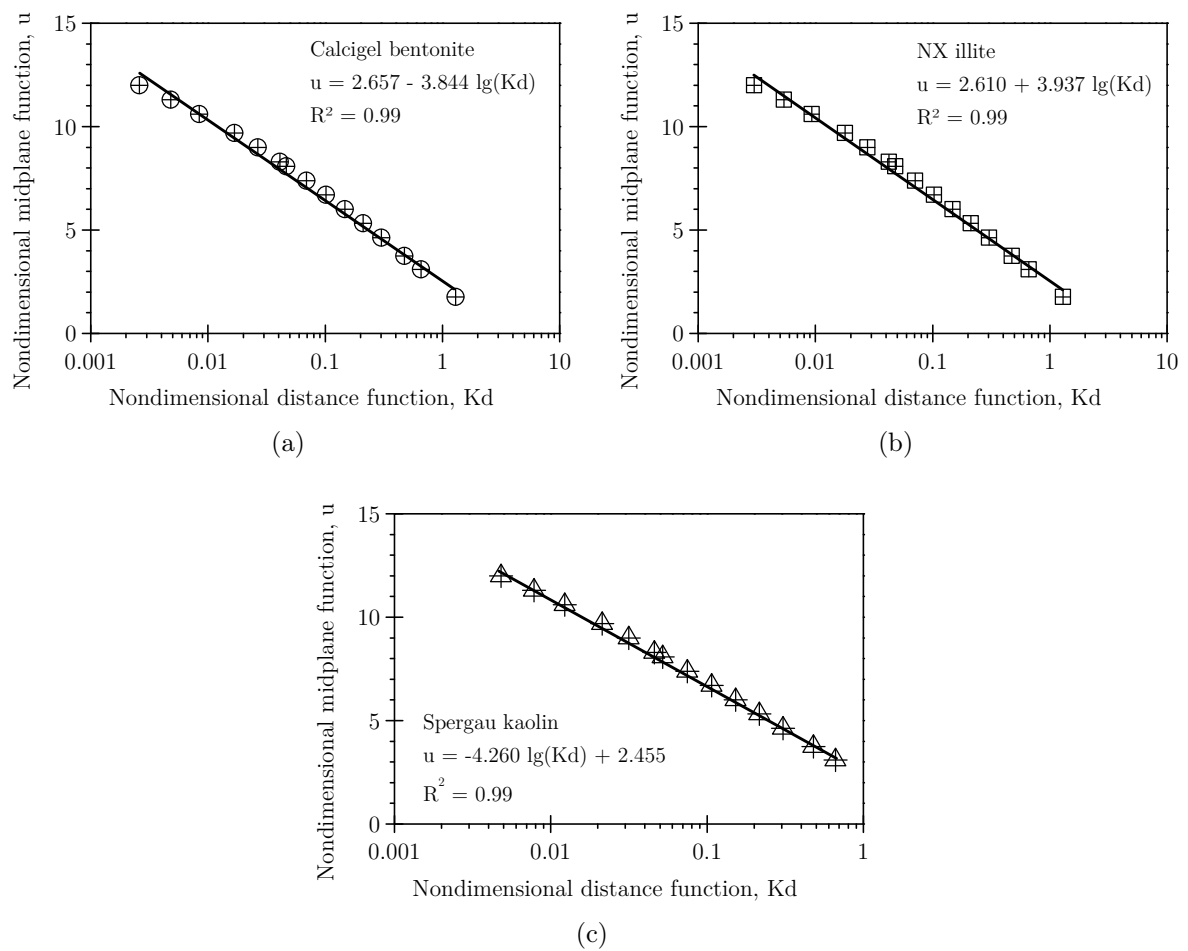 Nondimensional midplane function, u
15
10
5
0
Calcigel bentonite
u = 2.657 - 3.844 lg(Kd)
R² = 0.99
0.001
0.01
0.1
1
10
Nondimensional distance function, Kd
(a)
Nondimensional midplane function, u
15
10
5
0
NX illite
u = 2.610 + 3.937 lg(Kd)
R² = 0.99
0.001
0.01
0.1
1
10
Nondimensional distance function, Kd
(b)
Nondimensional midplane function, u
15
10
5
0
Spergau kaolin
u = -4.260 lg(Kd) + 2.455
R² = 0.99
0.001
0.01
0.1
1
Nondimensional distance function, Kd
(c)